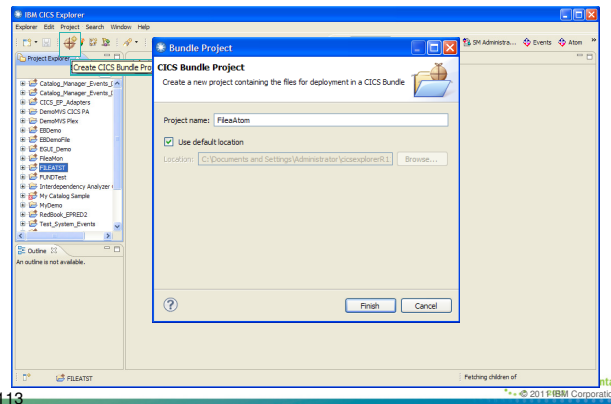 IBM CICS Explorer
Explorer Edit Project Search Window Help
SM Administra... Events Atom »
Project Explorer
Create CICS Bundle Pro
Catalog_Manager_Events_(
Catalog_Manager_Events_(
CICS_EP_Adapters
DemoMVS CICS PA
DemoMVS Plex
EBDemo
EBDemoFile
EGUI_Demo
FileaMon
FILEATST
FUNDTest
Interdependency Analyzer
My Catalog Sample
MyDemo
RedBook_EPRED2
Test_System_Events
Outline
An outline is not available.
Bundle Project
CICS Bundle Project
Create a new project containing the files for deployment in a CICS Bundle
Project name: FileaAtom
Use default location
Location: C:\Documents and Settings\Administrator\cicsexplorerR1 Browse...
Finish Cancel
FILEATST
Fetching children of
113